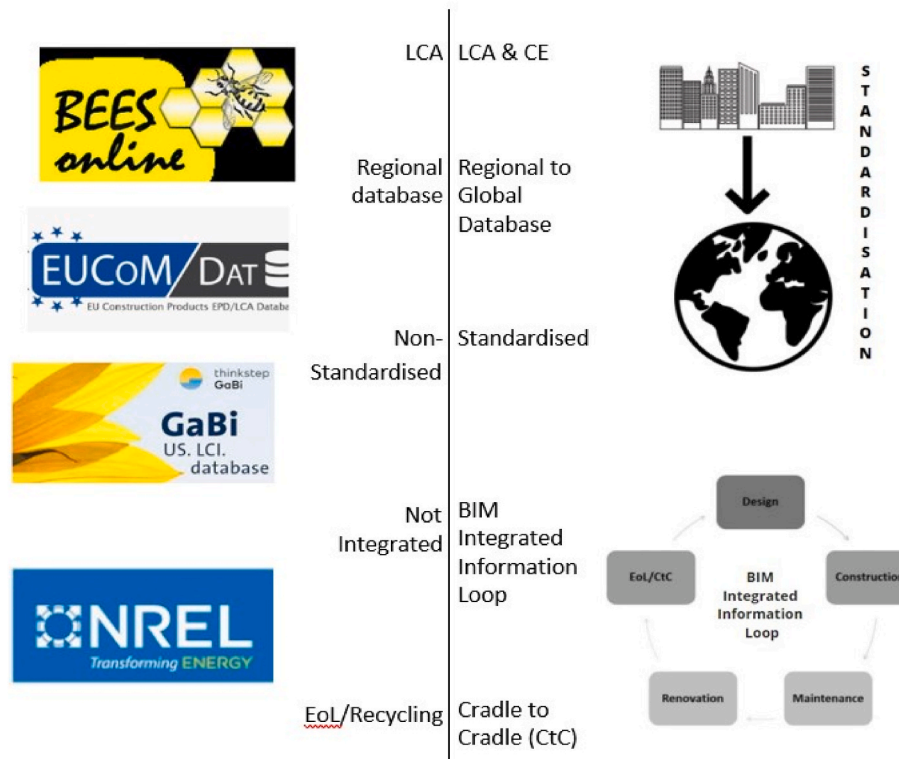 BEES
online
EUCOM/DAT
EU Construction Products EPD/LCA Databa
thinkstep
GaBi
GaBi
US. LCI.
database
NREL
Transforming ENERGY
LCA
Regional
database
Non-
Standardised
Not
Integrated
EoL/Recycling
LCA & CE
Regional to
Global
Database
Standardised
BIM
Integrated
Information
Loop
Cradle to
Cradle (CtC)
STANDARDISATION
Design
Construction
Maintenance
Renovation
EoL/CtC
BIM
Integrated
Information
Loop